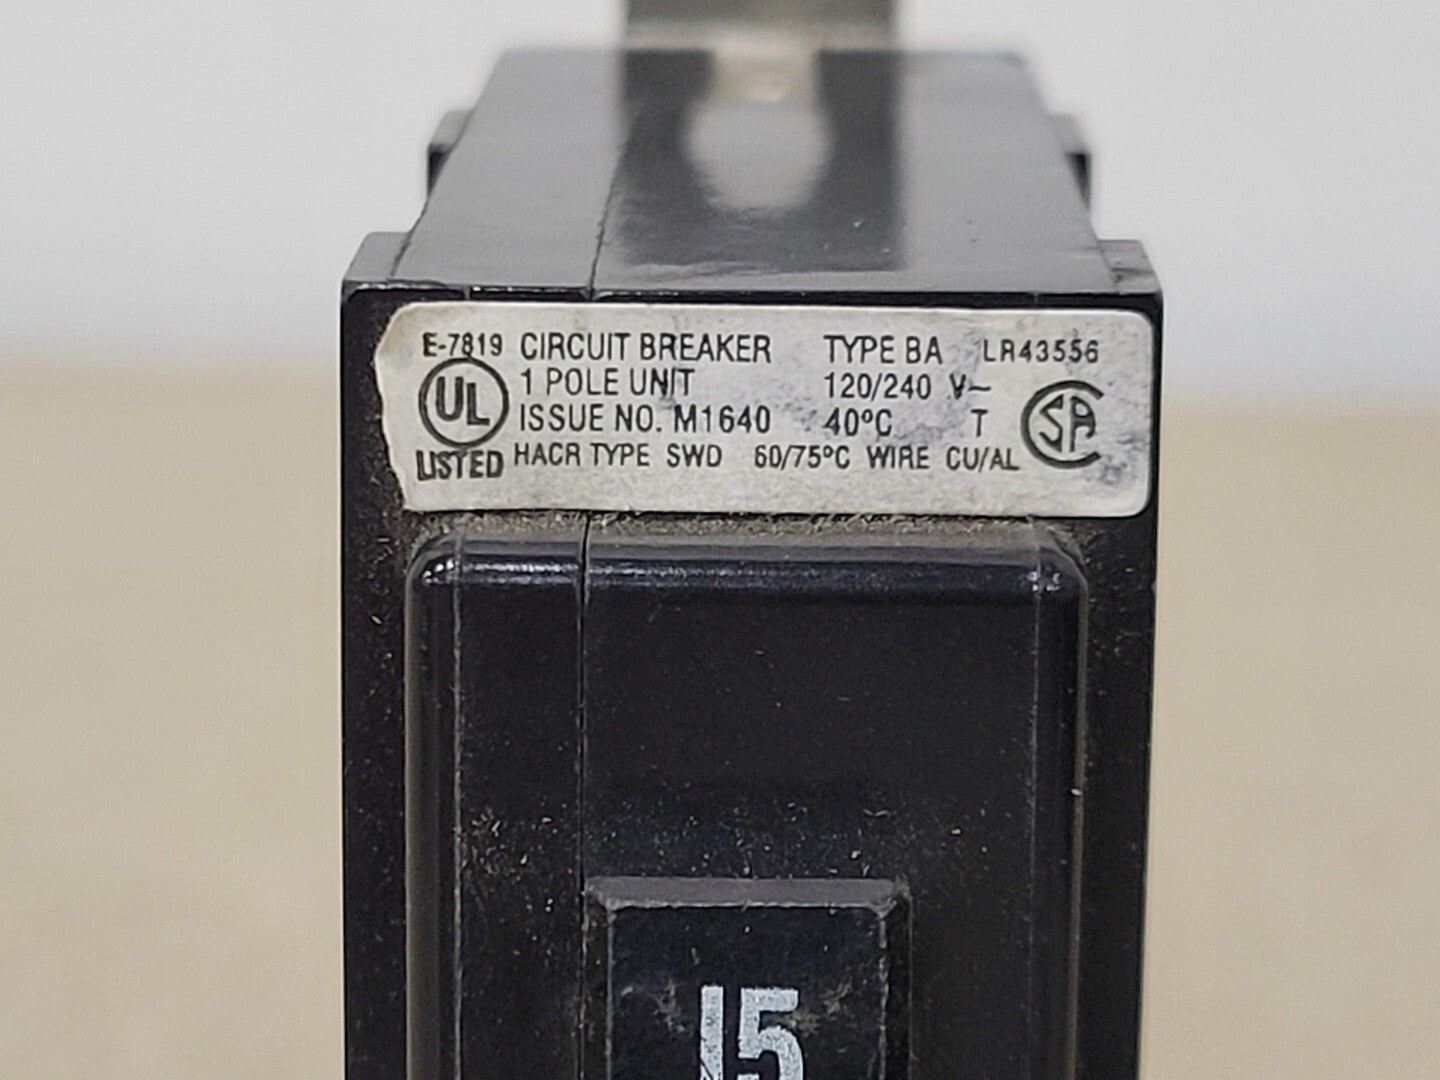 E-7819 CIRCUIT BREAKER TYPE BA LR43556
1 POLE UNIT 120/240 V~
UL ISSUE NO. M1640 40°C T SA
LISTED HACR TYPE SWD 60/75°C WIRE CU/AL
15